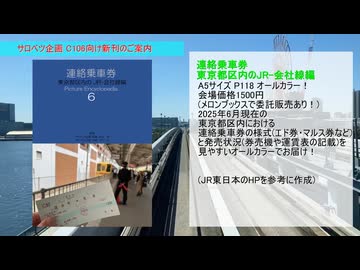 サロベツ企画 C106向け新刊のご案内
連絡乗車券
東京都区内のJR-会社線編
Picture Encyclopedia
6
連絡乗車券
東京都区内のJR-会社線編
A5サイズ P118 オールカラー！
会場価格1500円
(メロンブックスで委託販売あり！)
2025年6月現在の
東京都区内における
連絡乗車券の様式(エド券・マルス券など)
と発売状況(券売機や運賃表の記載)を
見やすいオールカラーでお届け！
(JR東日本のHPを参考に作成)